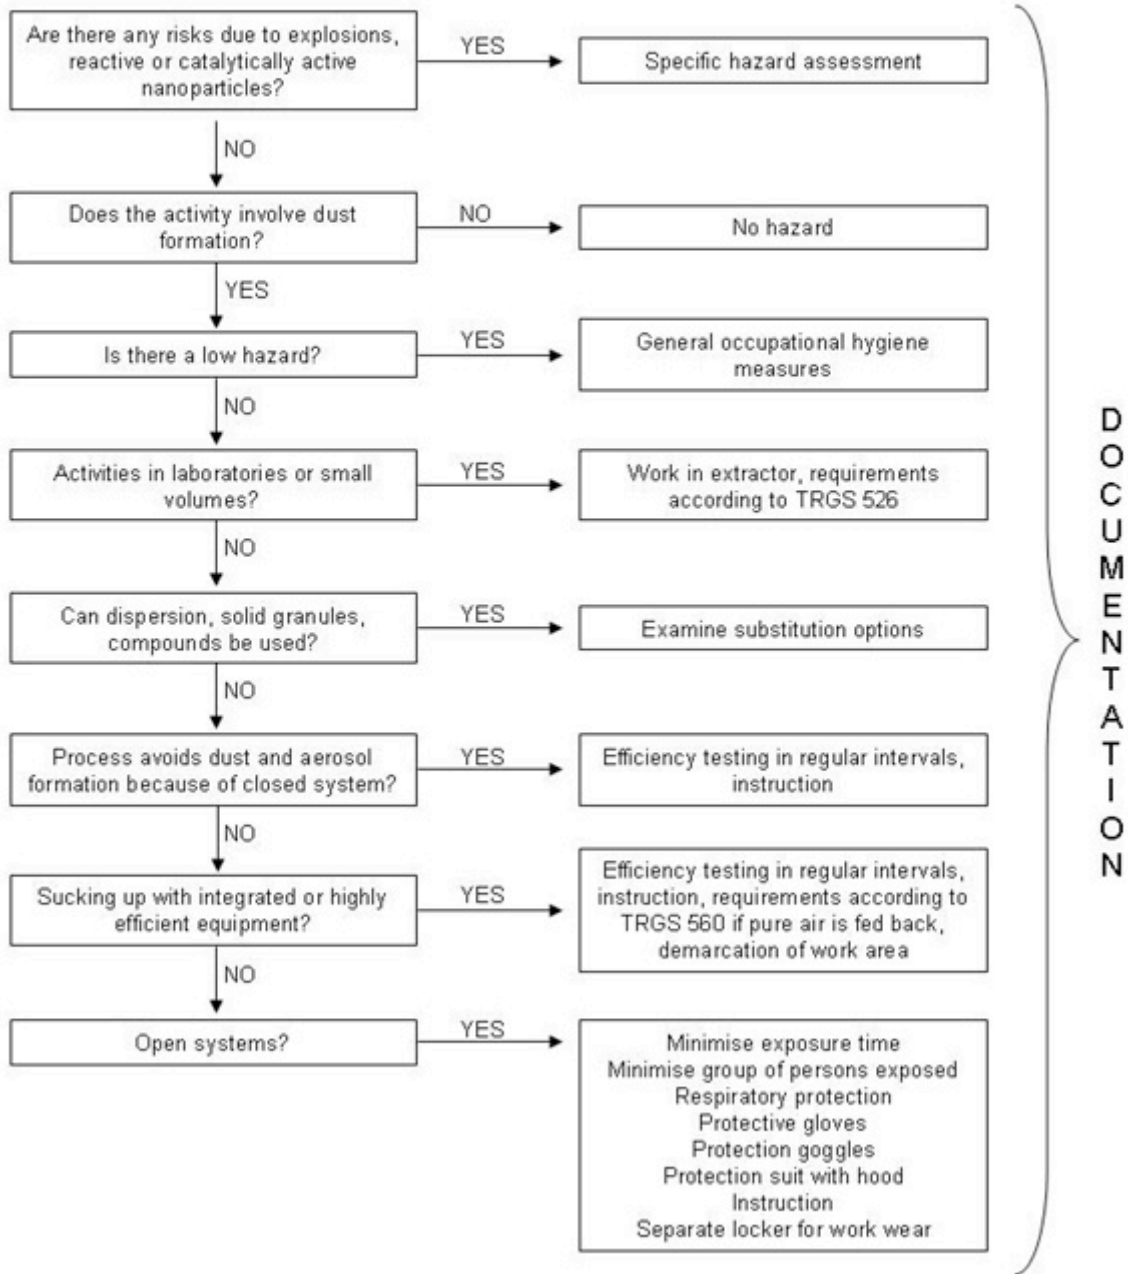 Are there any risks due to explosions,
reactive or catalytically active
nanoparticles?
YES
Specific hazard assessment
NO
Does the activity involve dust
formation?
NO
No hazard
YES
Is there a low hazard?
YES
General occupational hygiene
measures
NO
Activities in laboratories or small
volumes?
YES
Work in extractor, requirements
according to TRGS 526
NO
Can dispersion, solid granules,
compounds be used?
YES
Examine substitution options
NO
Process avoids dust and aerosol
formation because of closed system?
YES
Efficiency testing in regular intervals,
instruction
NO
Sucking up with integrated or highly
efficient equipment?
YES
Efficiency testing in regular intervals,
instruction, requirements according to
TRGS 560 if pure air is fed back,
demarcation of work area
NO
Open systems?
YES
Minimise exposure time
Minimise group of persons exposed
Respiratory protection
Protective gloves
Protection goggles
Protection suit with hood
Instruction
Separate locker for work wear
DOCUMENTATION